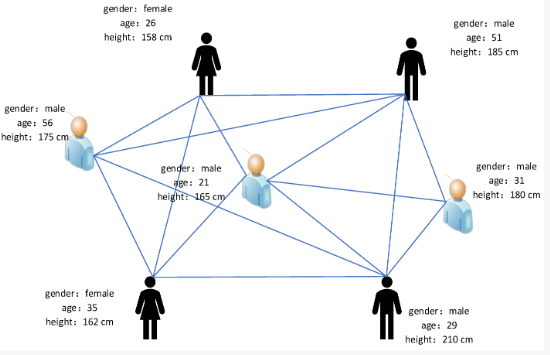 gender: female
age: 26
height: 158 cm
gender: male
age: 51
height: 185 cm
gender: male
age: 56
height: 175 cm
gender: male
age: 21
height: 165 cm
gender: male
age: 31
height: 180 cm
gender: female
age: 35
height: 162 cm
gender: male
age: 29
height: 210 cm